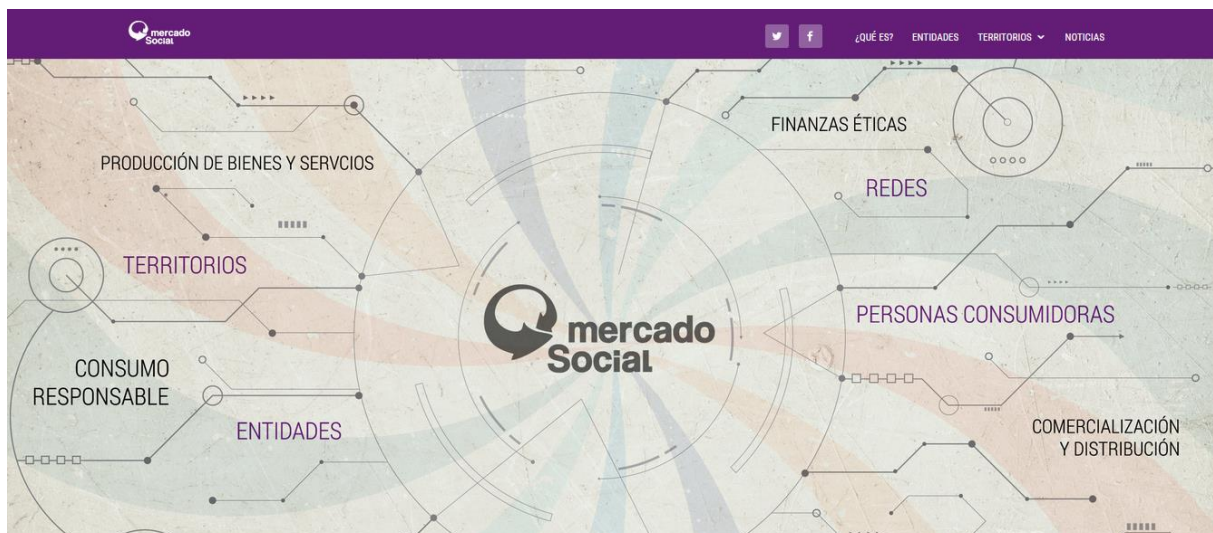 mercado
Social
¿QUÉ ES? ENTIDADES TERRITORIOS NOTICIAS
FINANZAS ÉTICAS
PRODUCCIÓN DE BIENES Y SERVCIOS
REDES
TERRITORIOS
PERSONAS CONSUMIDORAS
mercado
Social
CONSUMO
RESPONSABLE
ENTIDADES
COMERCIALIZACIÓN
Y DISTRIBUCIÓN